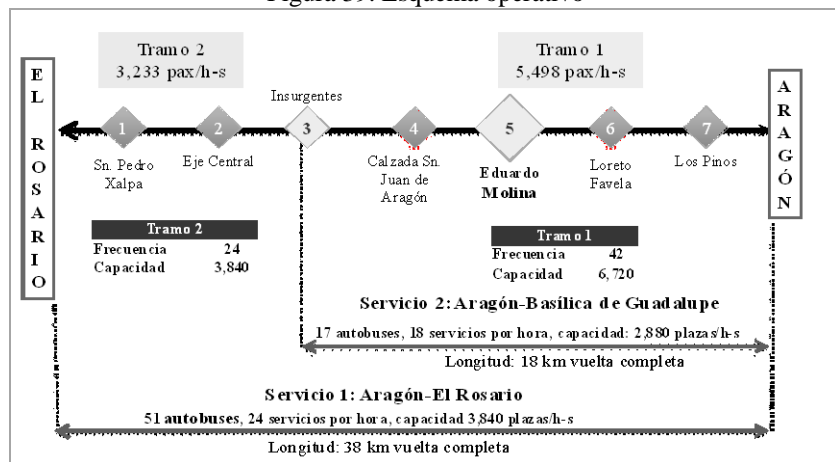 Figura 39. Esquema operativo
Tramo 2
3,233 pax/h-s
Tramo 1
5,498 pax/h-s
EL ROSARIO
ARAGÓN
Insurgentes
1
2
3
4
5
6
7
Sn. Pedro
Xalpa
Eje Central
Calzada Sn.
Juan de
Aragón
Eduardo
Molina
Loreto
Favela
Los Pinos
Tramo 2
Frecuencia 24
Capacidad 3,840
Tramo 1
Frecuencia 42
Capacidad 6,720
Servicio 2: Aragón-Basílica de Guadalupe
17 autobuses, 18 servicios por hora, capacidad: 2,880 plazas/h-s
Longitud: 18 km vuelta completa
Servicio 1: Aragón-El Rosario
51 autobuses, 24 servicios por hora, capacidad 3,840 plazas/h-s
Longitud: 38 km vuelta completa